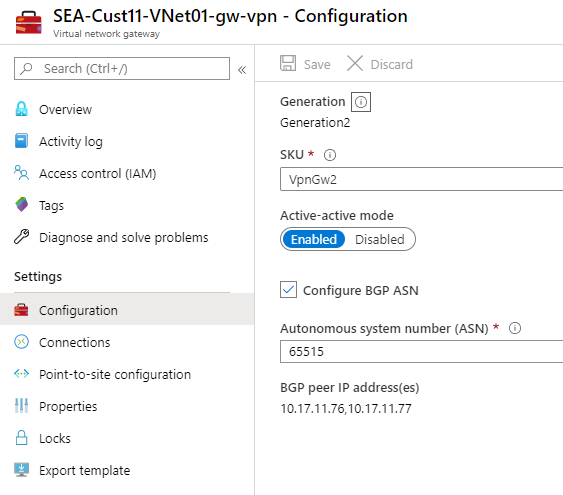 SEA-Cust11-VNet01-gw-vpn - Configuration
Virtual network gateway
Search (Ctrl+/)
«
Overview
Activity log
Access control (IAM)
Tags
Diagnose and solve problems
Settings
Configuration
Connections
Point-to-site configuration
Properties
Locks
Export template
Save Discard
Generation
Generation2
SKU *
VpnGw2
Active-active mode
Enabled Disabled
Configure BGP ASN
Autonomous system number (ASN) *
65515
BGP peer IP address(es)
10.17.11.76,10.17.11.77